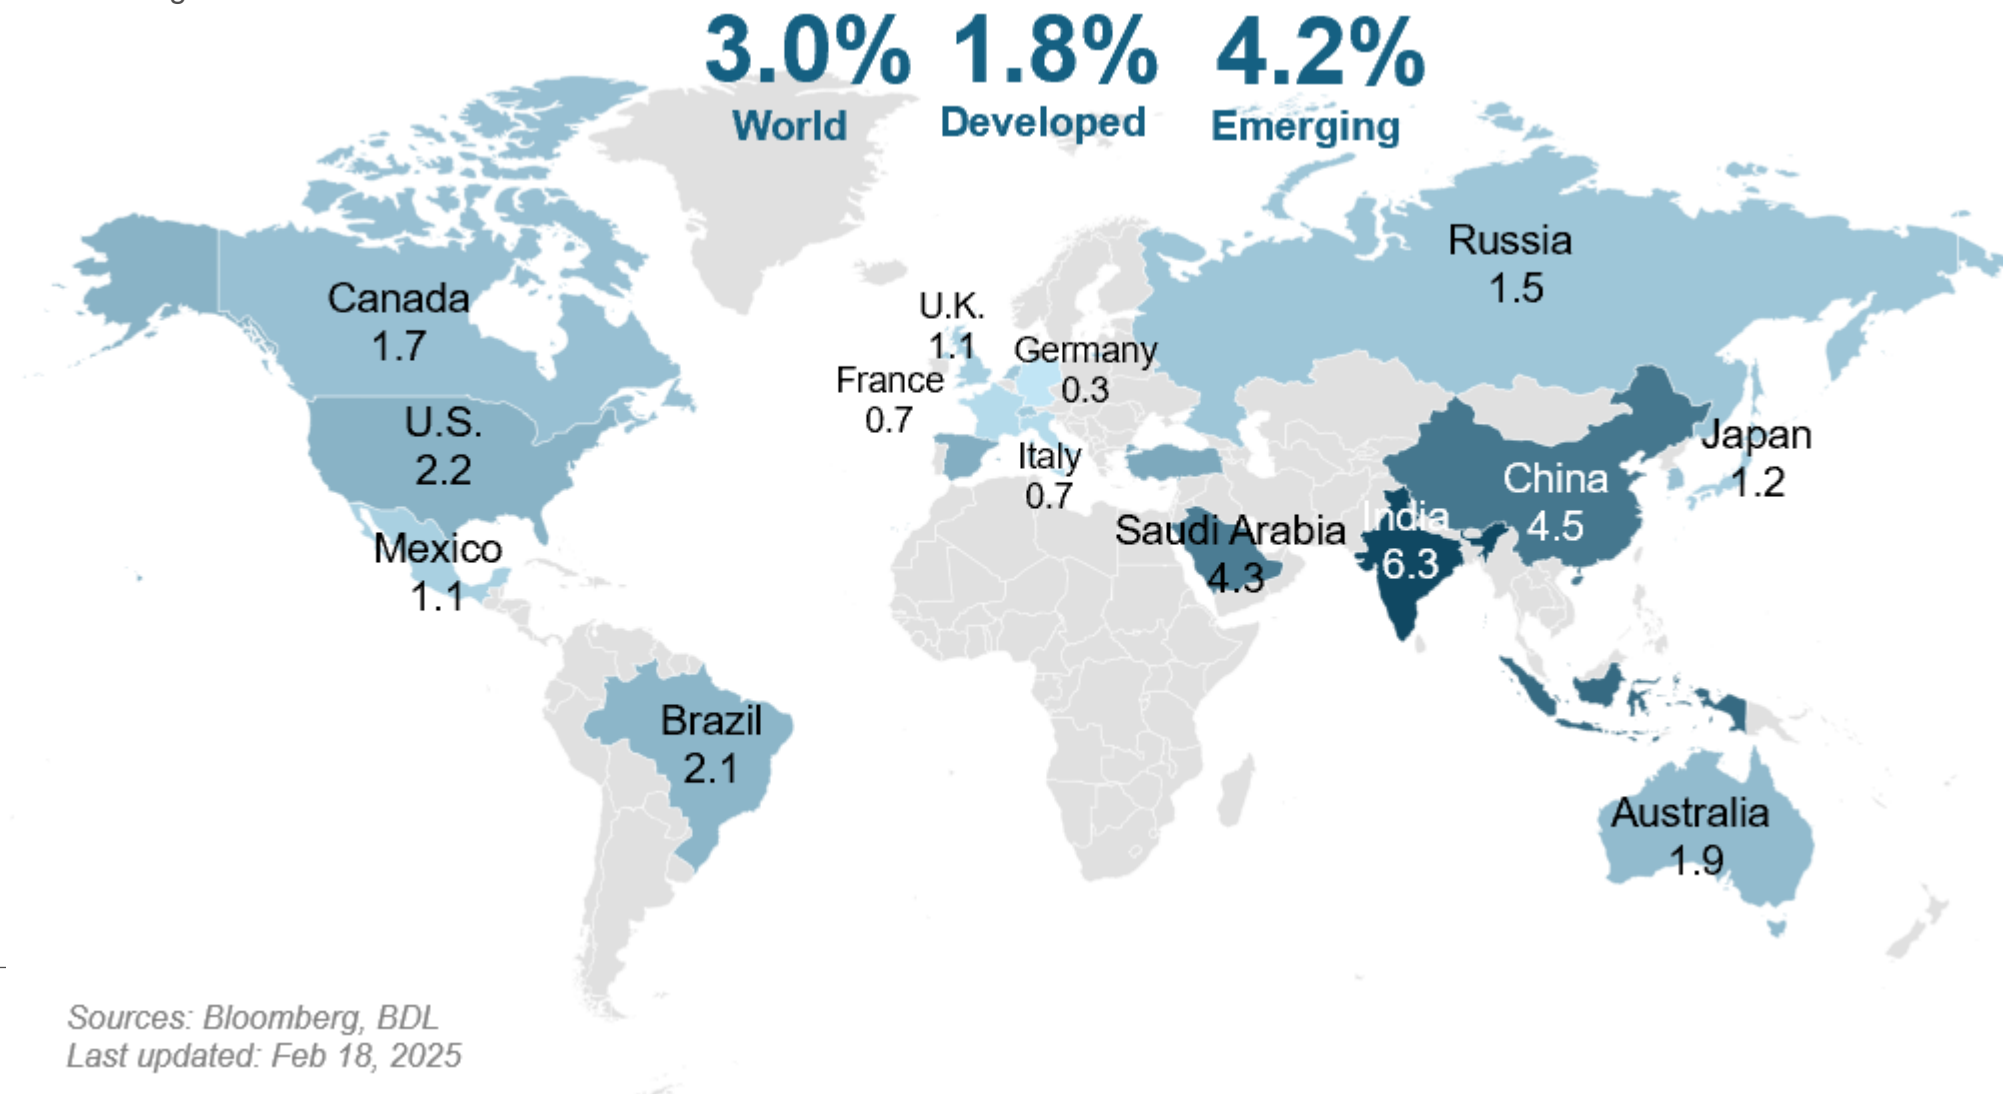 3.0% 1.8% 4.2%
World Developed Emerging
Russia
1.5
Canada
1.7
U.K.
1.1
Germany
0.3
France
0.7
U.S.
2.2
Italy
0.7
Japan
1.2
China
4.5
India
6.3
Saudi Arabia
4.3
Mexico
1.1
Brazil
2.1
Australia
1.9
Sources: Bloomberg, BDL
Last updated: Feb 18, 2025